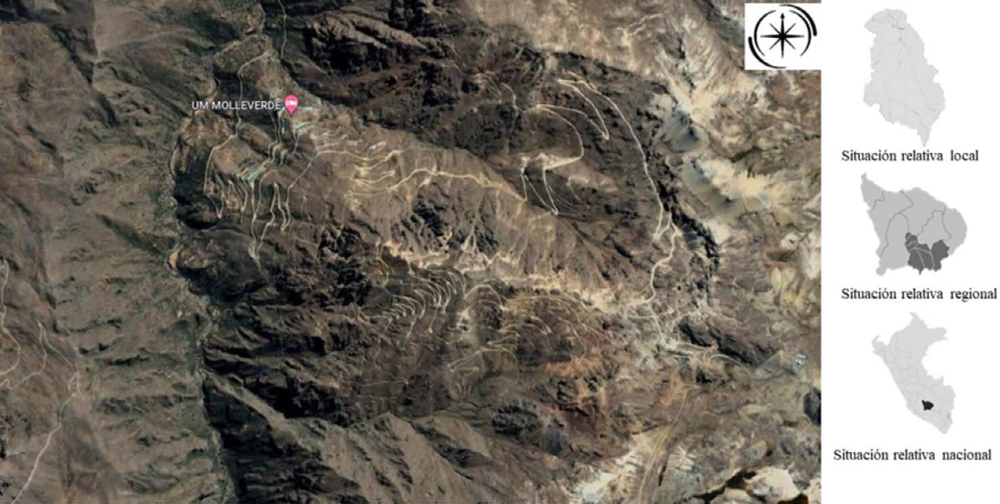 UM MOLLEVERDE
Situación relativa local
Situación relativa regional
Situación relativa nacional